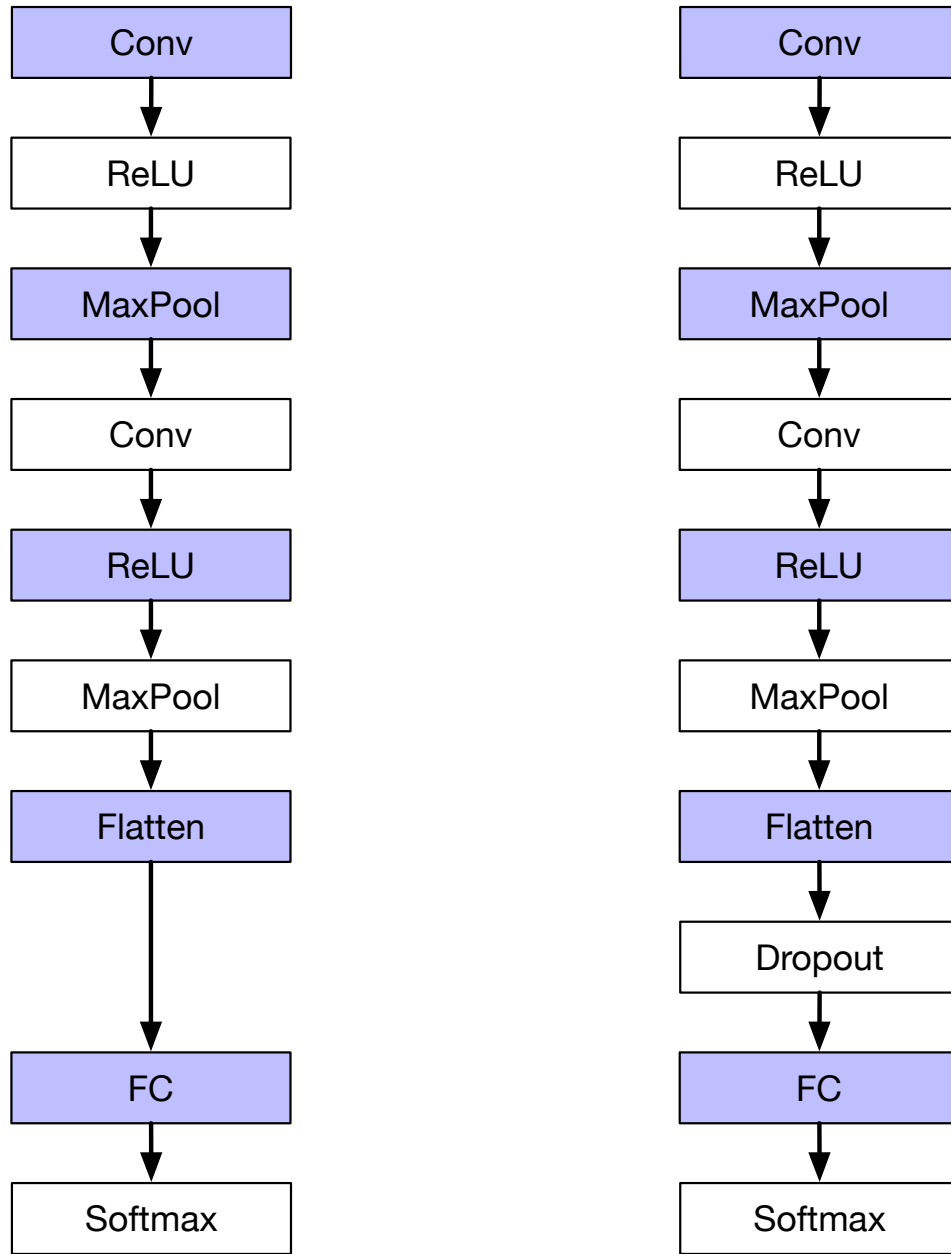 Conv
ReLU
MaxPool
Conv
ReLU
MaxPool
Flatten
FC
Softmax
Conv
ReLU
MaxPool
Conv
ReLU
MaxPool
Flatten
Dropout
FC
Softmax